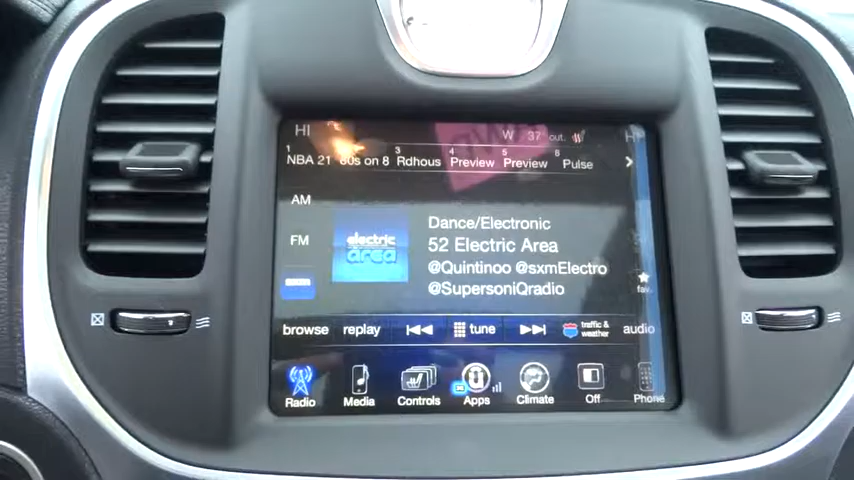 HI W 37 out. HI
1 3 4 5 6
NBA 21 80s on 8 Rdhous Preview Preview Pulse
AM
FM
electric
area
Dance/Electronic
52 Electric Area
@Quintinoo @sxmElectro
@SupersoniQradio
fav.
browse replay tune traffic & weather audio
Radio Media Controls Apps Climate Off Phone